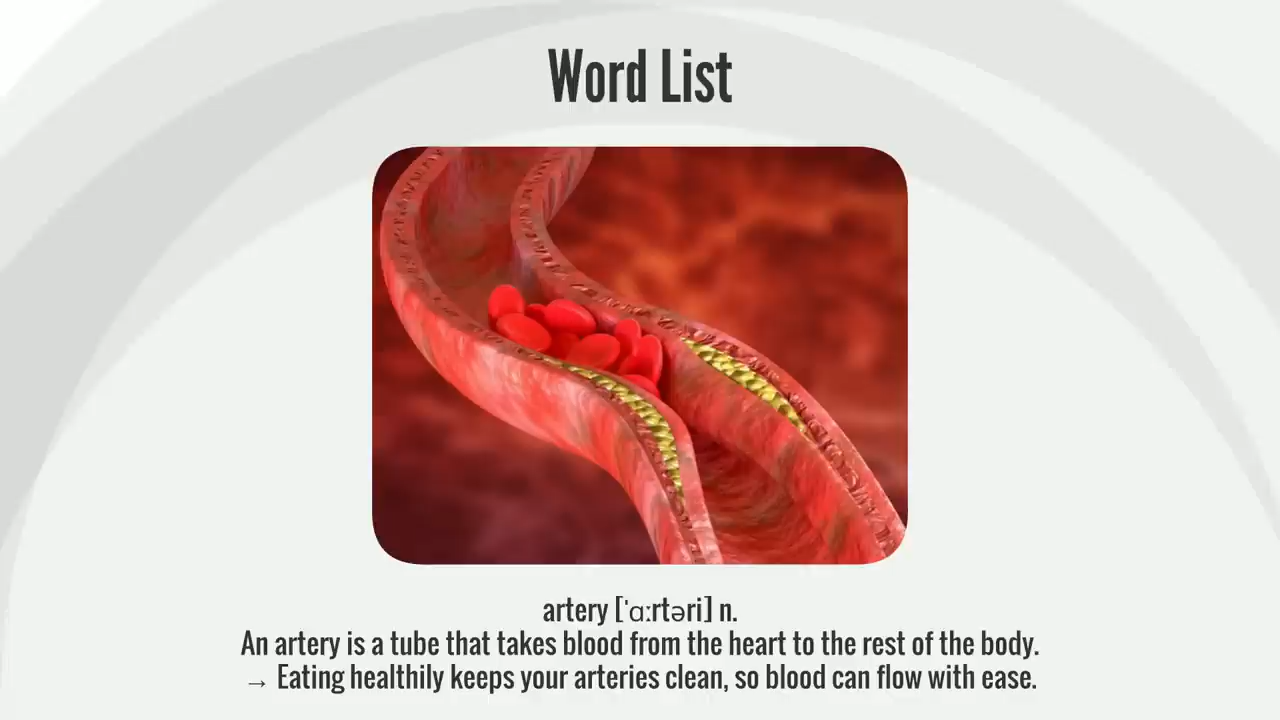 Word List
artery [ˈɑːrtəri] n.
An artery is a tube that takes blood from the heart to the rest of the body.
→ Eating healthily keeps your arteries clean, so blood can flow with ease.